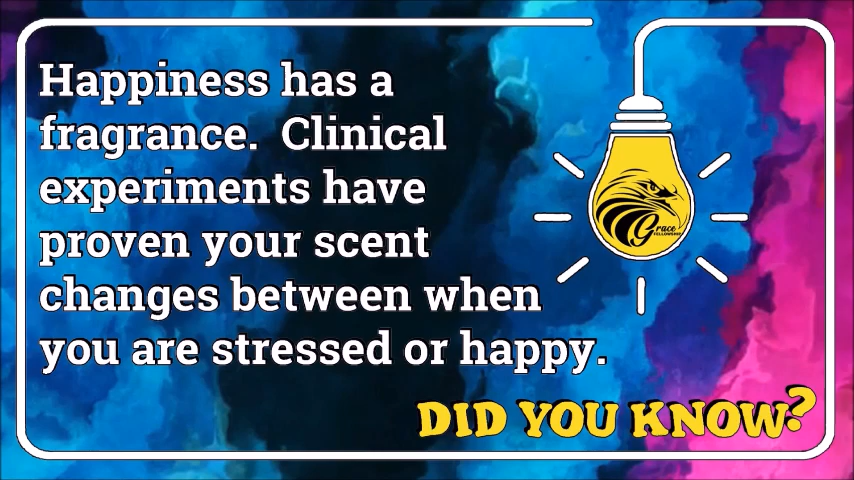 Happiness has a
fragrance.  Clinical
experiments have
proven your scent
changes between when
you are stressed or happy.
Grace
FELLOWSHIP
DID YOU KNOW?